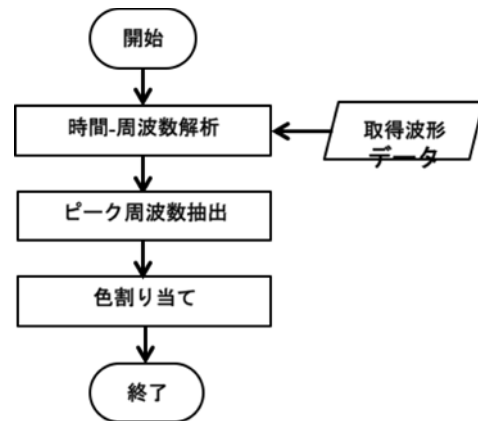 開始
時間-周波数解析
取得波形
データ
ピーク周波数抽出
色割り当て
終了